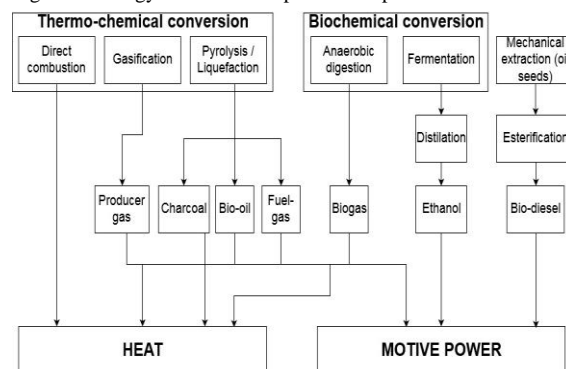 Thermo-chemical conversion
Biochemical conversion
Direct
combustion
Gasification
Pyrolysis /
Liquefaction
Anaerobic
digestion
Fermentation
Mechanical
extraction (oi
seeds)
Distilation
Esterification
Producer
gas
Charcoal
Bio-oil
Fuel-
gas
Biogas
Ethanol
Bio-diesel
HEAT
MOTIVE POWER